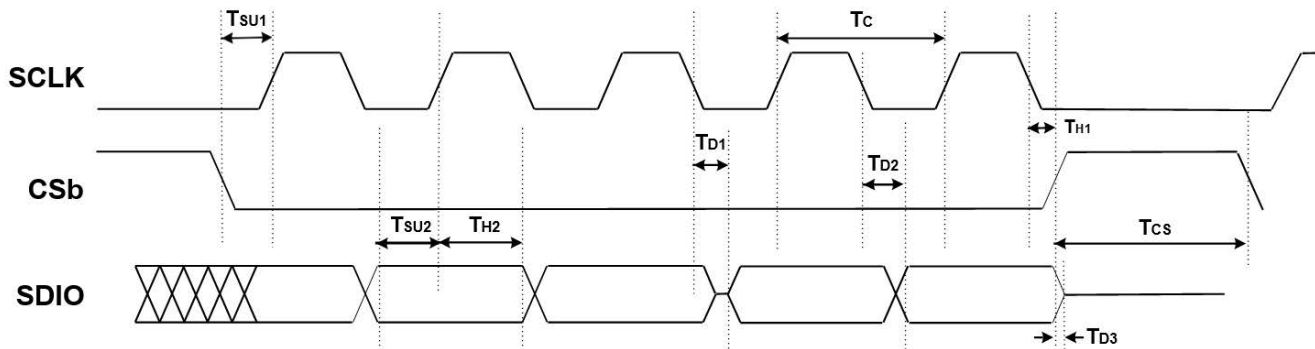 TSU1
TC
SCLK
TH1
TD1
TD2
CSb
TSU2
TH2
TCS
SDIO
TD3